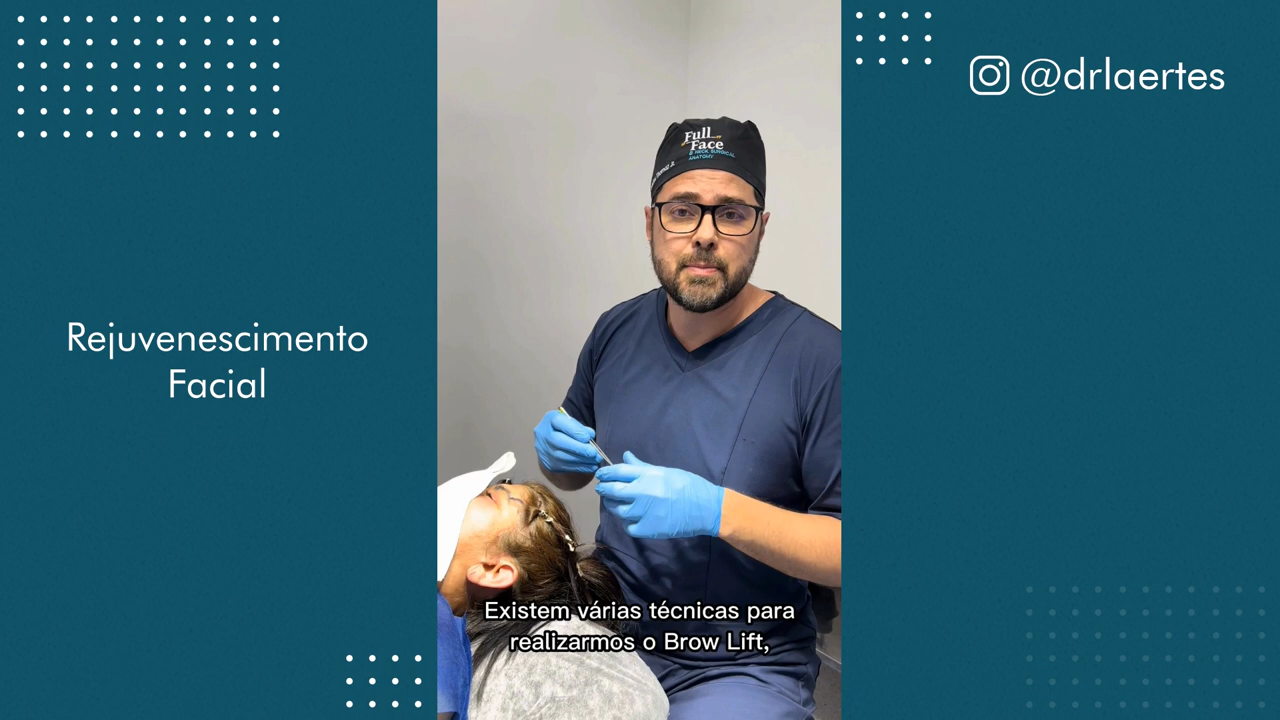 @drlaertes
Full
Face
& NECK SURGICAL
ANATOMY
Rejuvenescimento
Facial
Existem várias técnicas para
realizarmos o Brow Lift,